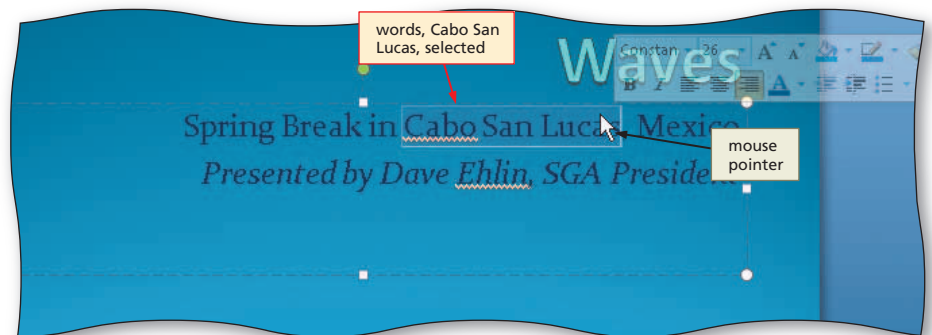 words, Cabo San
Lucas, selected
Waves
Constan 26 A A
B I A
Spring Break in Cabo San Lucas, Mexico
mouse
pointer
Presented by Dave Ehlin, SGA President